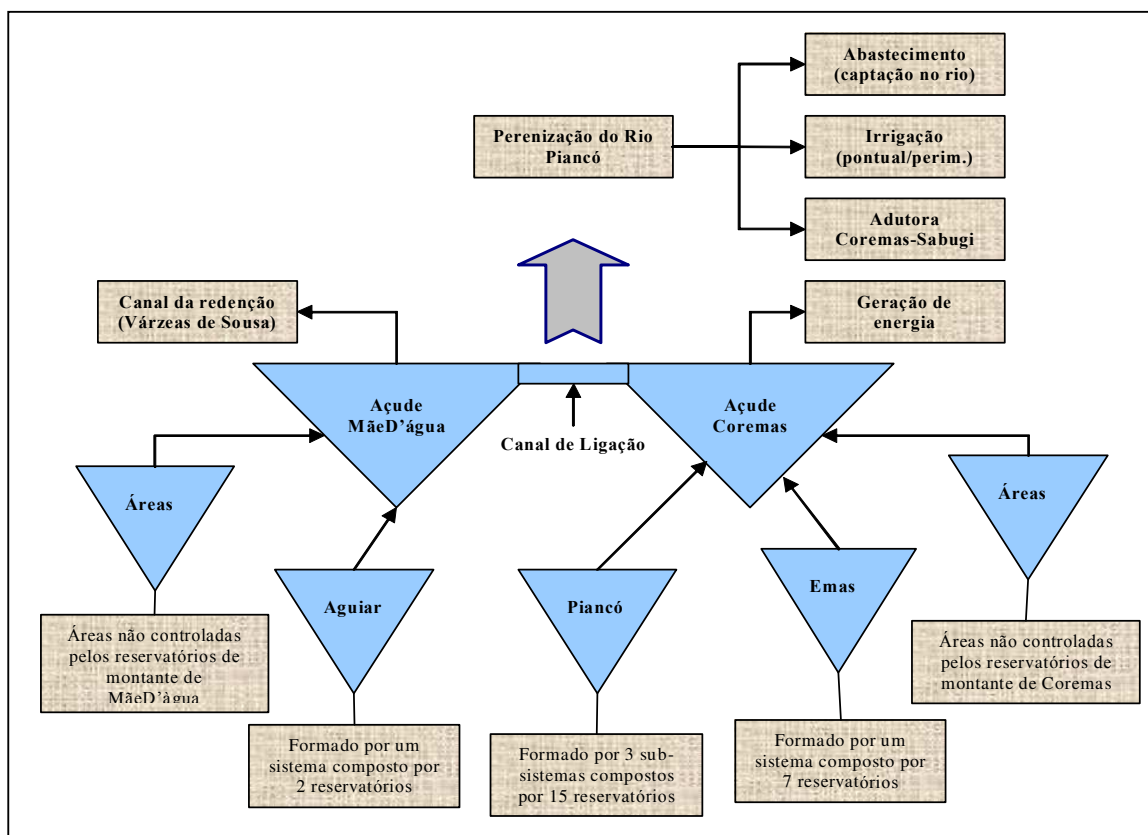 Abastecimento
(captação no rio)
Perenização do Rio
Piancó
Irrigação
(pontual/perim.)
Adutora
Coremas-Sabugi
Canal da redenção
(Várzeas de Sousa)
Geração de
energia
Açude
MãeD’água
Canal de Ligação
Açude
Coremas
Áreas
Aguiar
Piancó
Emas
Áreas
Áreas não controladas
pelos reservatórios de
montante de
MãeD’àgua
Formado por um
sistema composto por
2 reservatórios
Formado por 3 sub-
sistemas compostos
por 15 reservatórios
Formado por um
sistema composto por
7 reservatórios
Áreas não controladas
pelos reservatórios de
montante de Coremas